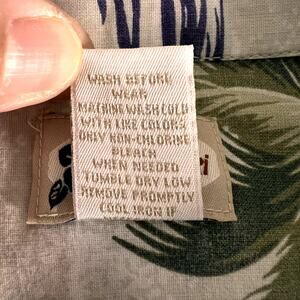 WASH BEFORE
WEAR
MACHINE WASH COLD
WITH LIKE COLORS
ONLY NON-CHLORINE
BLEACH
WHEN NEEDED
TUMBLE DRY LOW
REMOVE PROMPTLY
COOL IRON IF